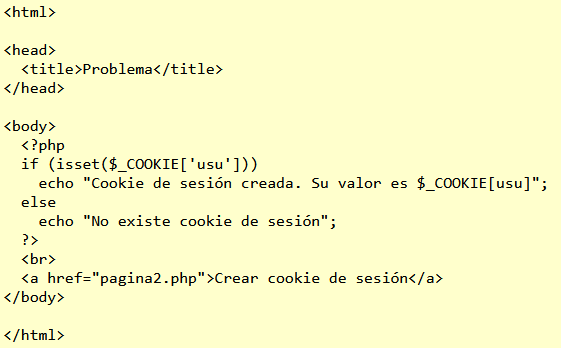 <html>
<head>
<title>Problema</title>
</head>
<body>
<?php
if (isset($_COOKIE['usu']))
echo "Cookie de sesión creada. Su valor es $_COOKIE[usu]";
else
echo "No existe cookie de sesión";
?>
<br>
<a href="pagina2.php">Crear cookie de sesión</a>
</body>
</html>